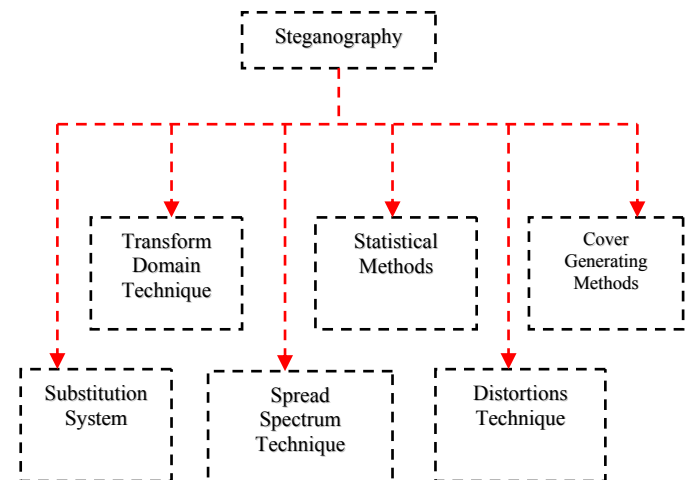 Steganography
Transform
Domain
Technique
Statistical
Methods
Cover
Generating
Methods
Substitution
System
Spread
Spectrum
Technique
Distortions
Technique